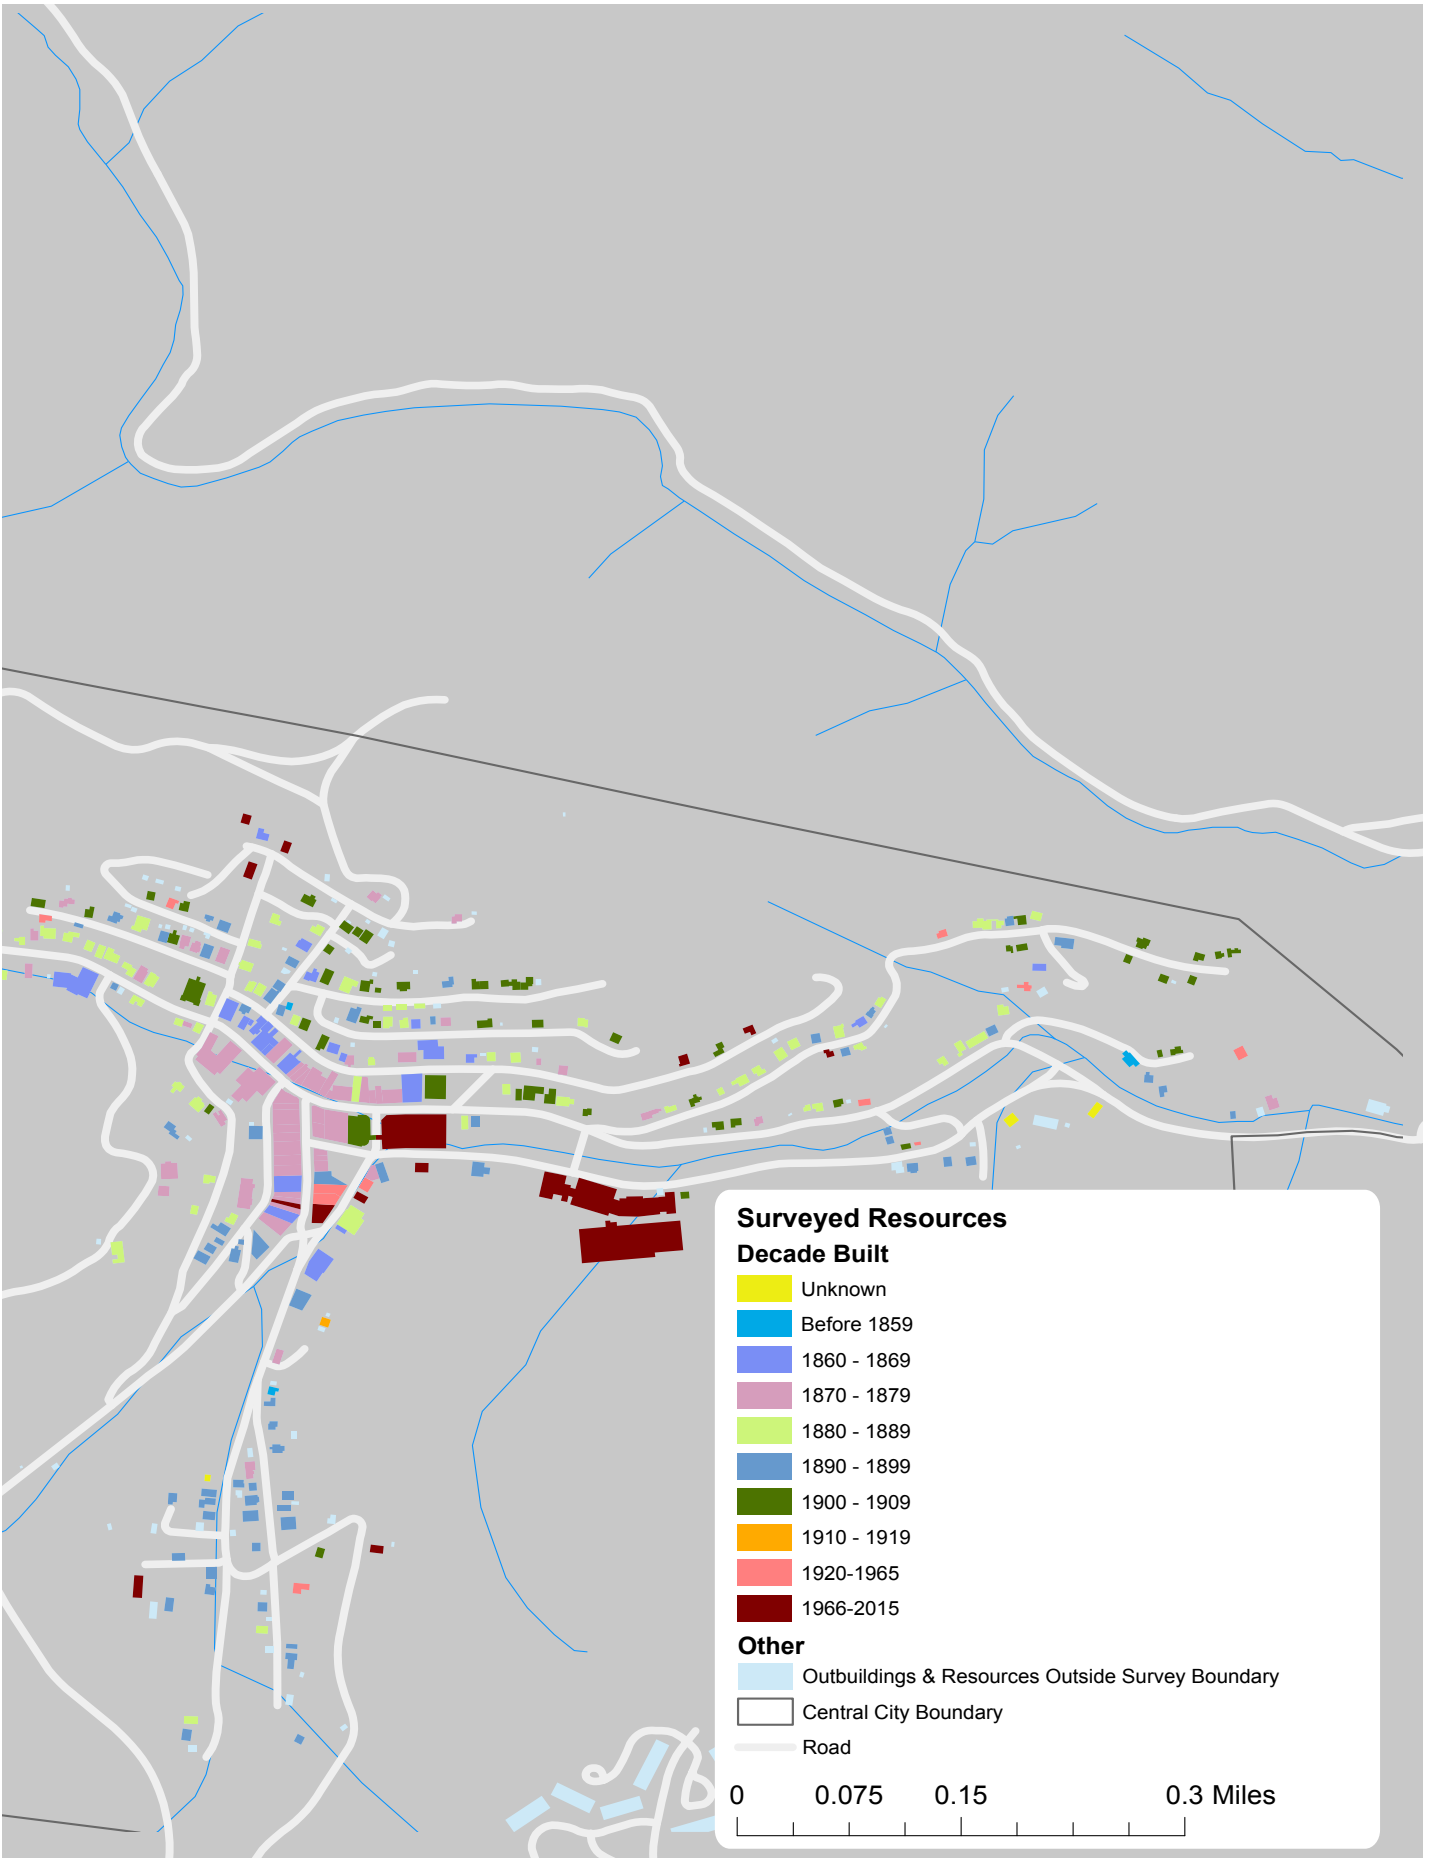 Surveyed Resources
Decade Built
Unknown
Before 1859
1860 - 1869
1870 - 1879
1880 - 1889
1890 - 1899
1900 - 1909
1910 - 1919
1920-1965
1966-2015
Other
Outbuildings & Resources Outside Survey Boundary
Central City Boundary
Road
0 0.075 0.15 0.3 Miles